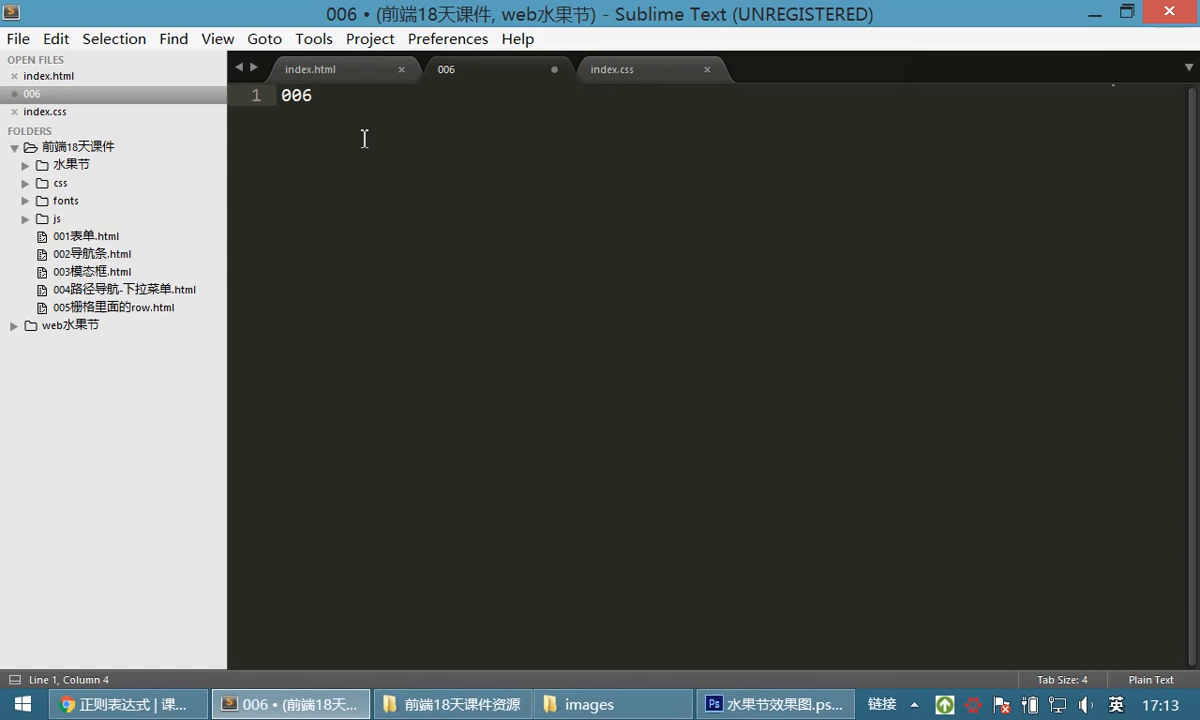 006 • (前端18天课件, web水果节) - Sublime Text (UNREGISTERED)
File Edit Selection Find View Goto Tools Project Preferences Help
OPEN FILES
index.html
006
index.css
FOLDERS
前端18天课件
水果节
css
fonts
js
001表单.html
002导航条.html
003模态框.html
004路径导航-下拉菜单.html
005栅格里面的row.html
web水果节
index.html 006 index.css
1 006
Line 1, Column 4 Tab Size: 4 Plain Text
正则表达式 | 课... 006 • (前端18天... 前端18天课件资源 images 水果节效果图.ps... 链接 英 17:13